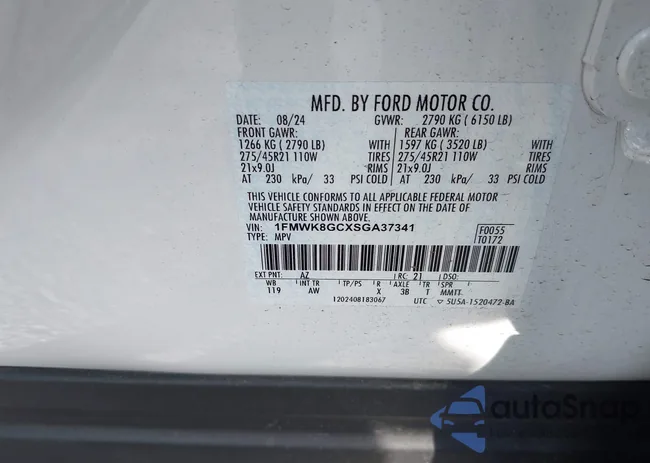 MFD. BY FORD MOTOR CO.
DATE: 08/24 GVWR: 2790 KG ( 6150 LB)
FRONT GAWR: REAR GAWR:
1266 KG ( 2790 LB) WITH 1597 KG ( 3520 LB) WITH
275/45R21 110W TIRES 275/45R21 110W TIRES
21x9.0J RIMS 21x9.0J RIMS
AT 230 kPa/ 33 PSI COLD AT 230 kPa/ 33 PSI COLD
THIS VEHICLE CONFORMS TO ALL APPLICABLE FEDERAL MOTOR
VEHICLE SAFETY STANDARDS IN EFFECT ON THE DATE OF
MANUFACTURE SHOWN ABOVE.
VIN: 1FMWK8GCXSGA37341 F0055
TYPE: MPV T0172
EXT PNT: AZ RC: 21 DSO:
WB INT TR TP/PS R AXLE TR SPR
119 AW X 3B T MMTT
1202408183067 UTC ▽ 5U5A-1520472-BA
autoSnap